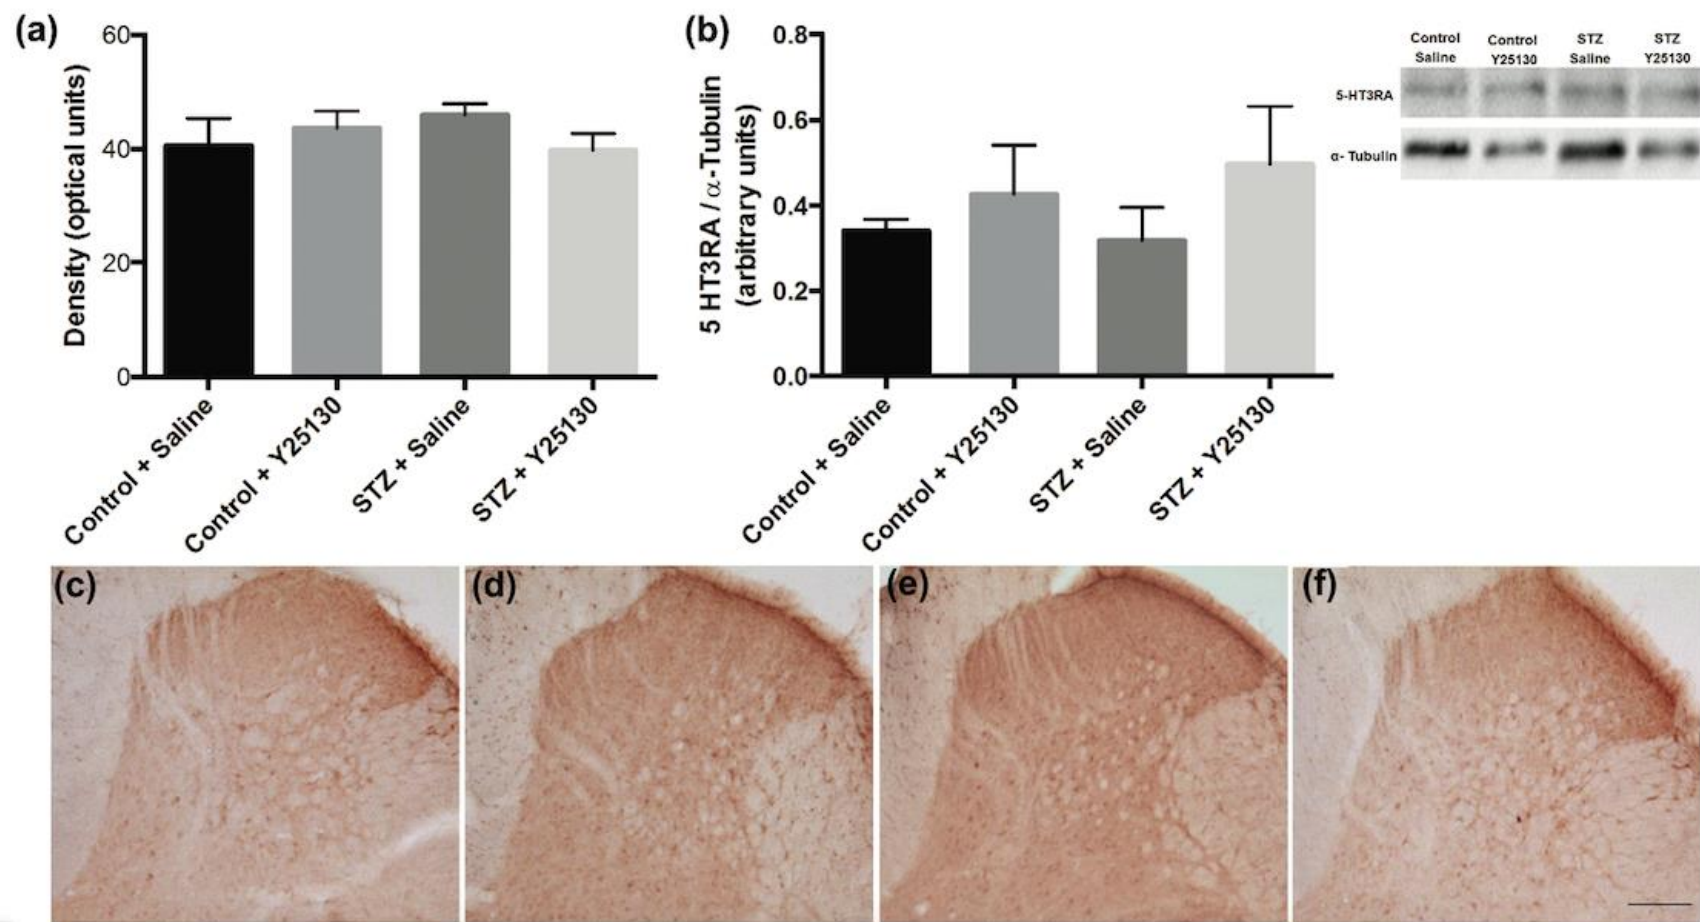 (a)
60
40
20
0
Density (optical units)
Control + Saline
Control + Y25130
STZ + Saline
STZ + Y25130
(b)
0.8
0.6
0.4
0.2
0.0
5 HT3RA / α-Tubulin
(arbitrary units)
Control + Saline
Control + Y25130
STZ + Saline
STZ + Y25130
Control
Saline
Control
Y25130
STZ
Saline
STZ
Y25130
5-HT3RA
α- Tubulin
(c)
(d)
(e)
(f)